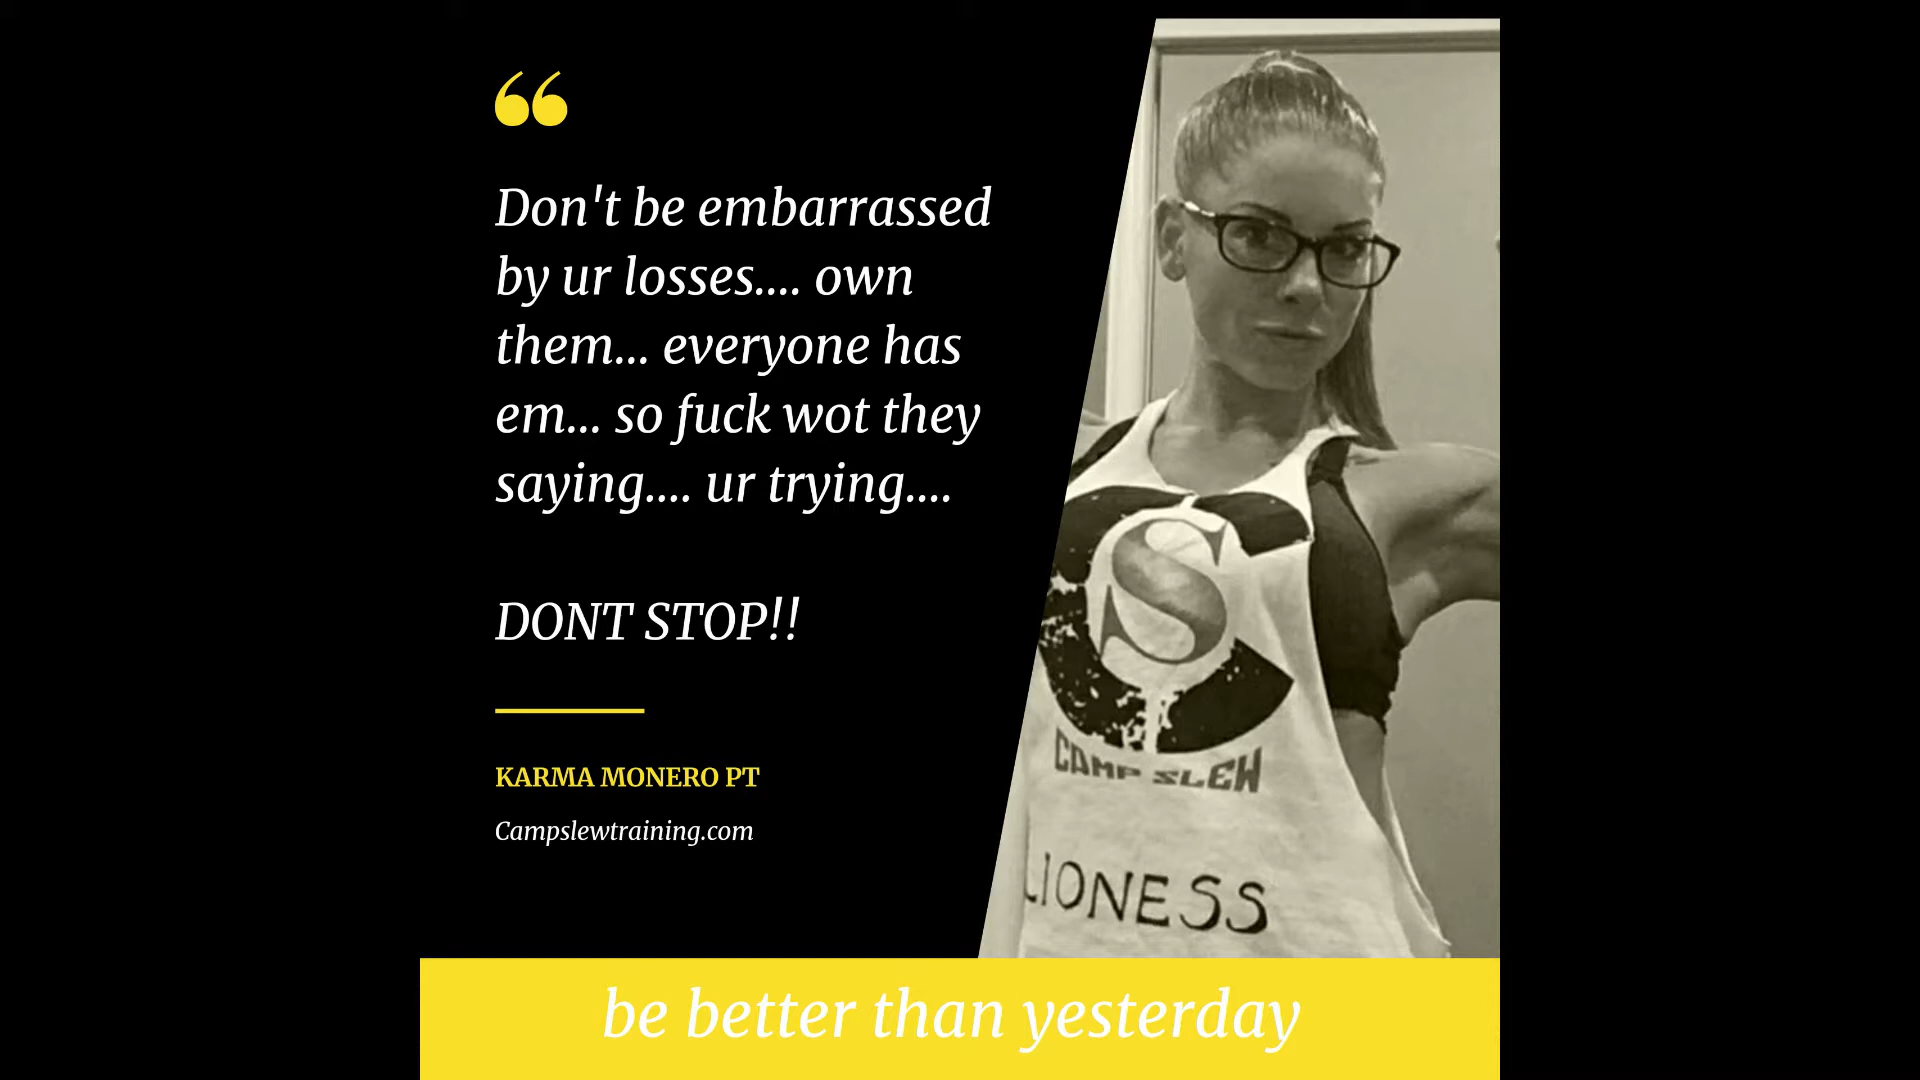 “
Don't be embarrassed
by ur losses.... own
them... everyone has
em... so fuck wot they
saying.... ur trying....
DONT STOP!!
KARMA MONERO PT
Campslewtraining.com
CS
CAMP SLEW
LIONESS
be better than yesterday